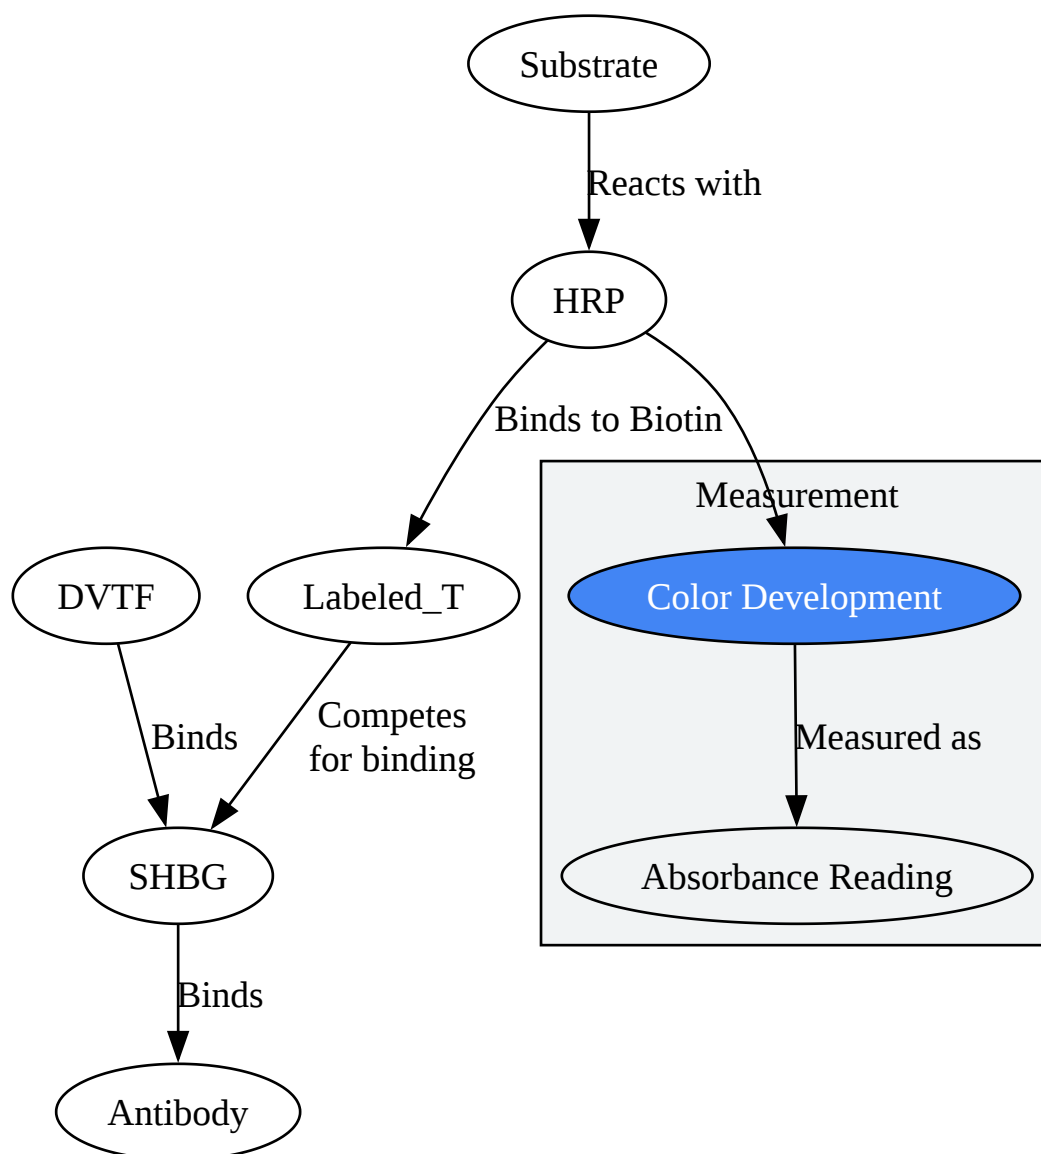 Substrate
Reacts with
HRP
Binds to Biotin
Measurement
DVTF
Labeled_T
Color Development
Binds
Competes
for binding
Measured as
SHBG
Absorbance Reading
Binds
Antibody